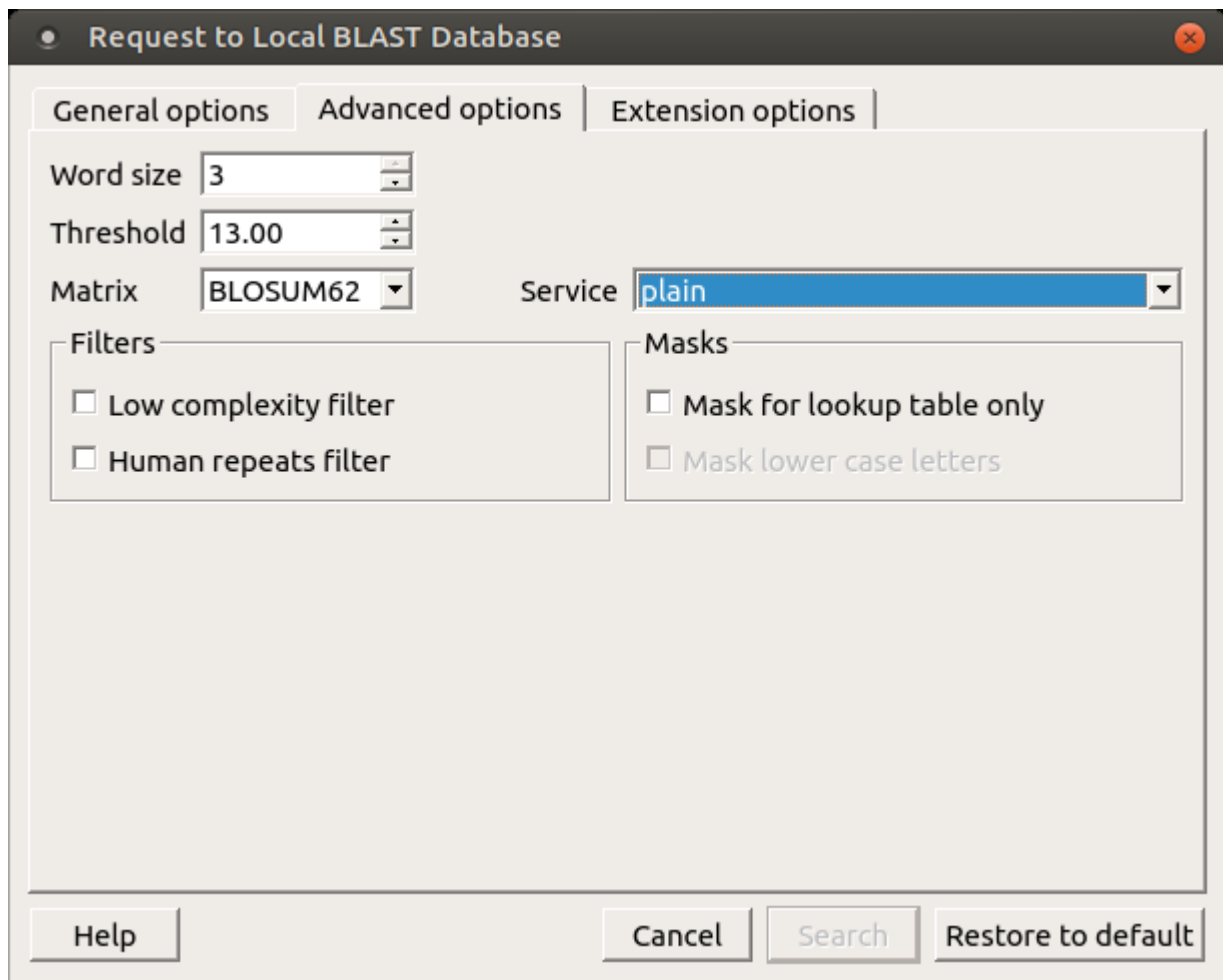 Request to Local BLAST Database
General options Advanced options Extension options
Word size 3
Threshold 13.00
Matrix BLOSUM62 Service plain
Filters Masks
Low complexity filter Mask for lookup table only
Human repeats filter Mask lower case letters
Help Cancel Search Restore to default